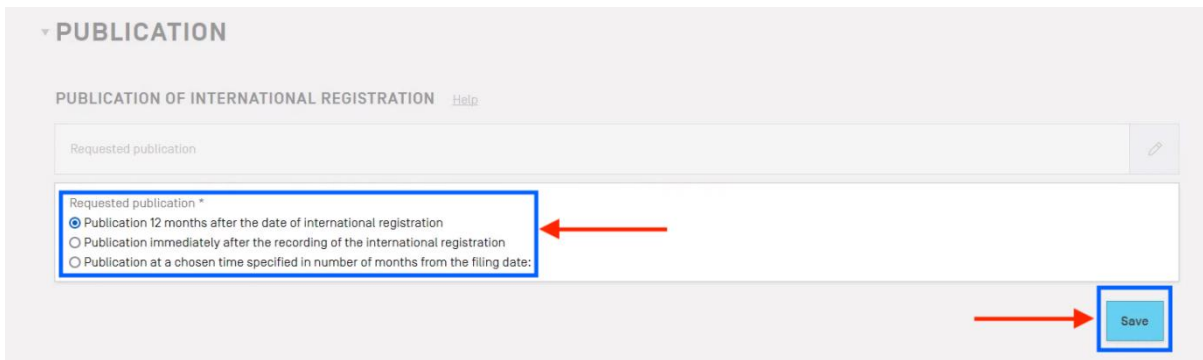 PUBLICATION
PUBLICATION OF INTERNATIONAL REGISTRATION Help
Requested publication
Requested publication *
Publication 12 months after the date of international registration
Publication immediately after the recording of the international registration
Publication at a chosen time specified in number of months from the filing date:
Save